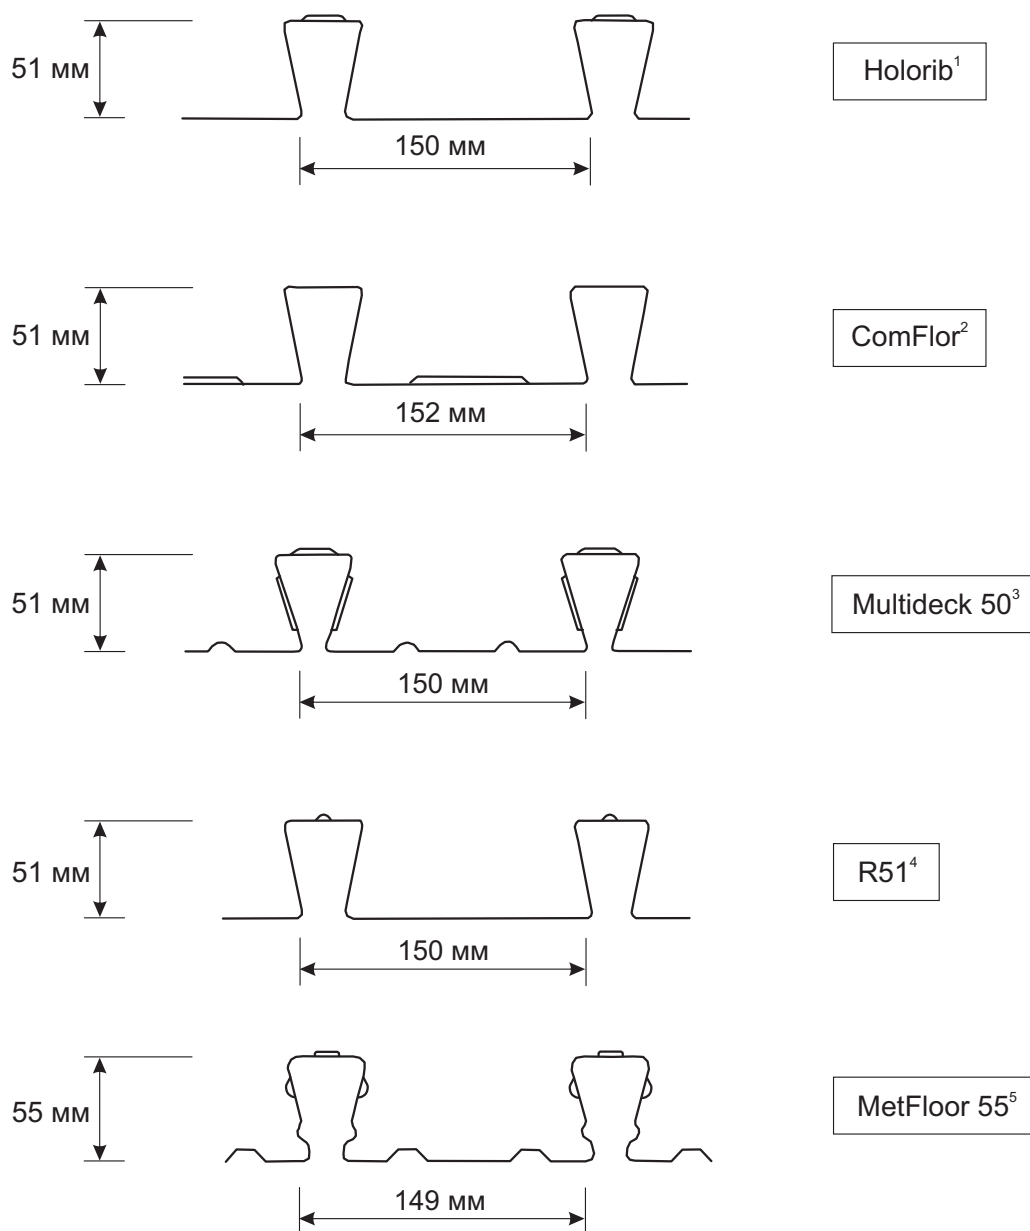 51 мм
Holorib¹
150 мм
51 мм
ComFlor²
152 мм
51 мм
Multideck 50³
150 мм
51 мм
R51⁴
150 мм
55 мм
MetFloor 55⁵
149 мм